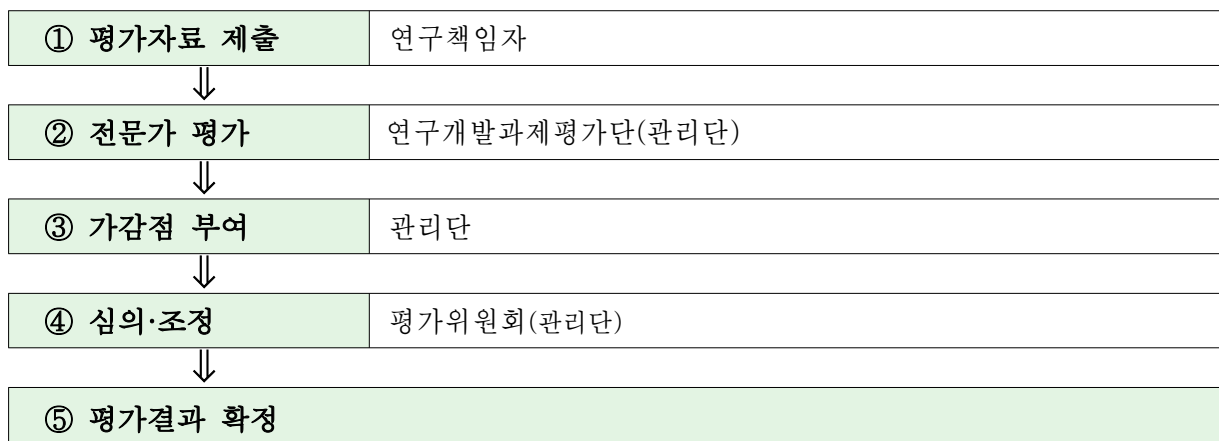 ① 평가자료 제출 연구책임자
⇓
② 전문가 평가 연구개발과제평가단(관리단)
⇓
③ 가감점 부여 관리단
⇓
④ 심의·조정 평가위원회(관리단)
⇓
⑤ 평가결과 확정